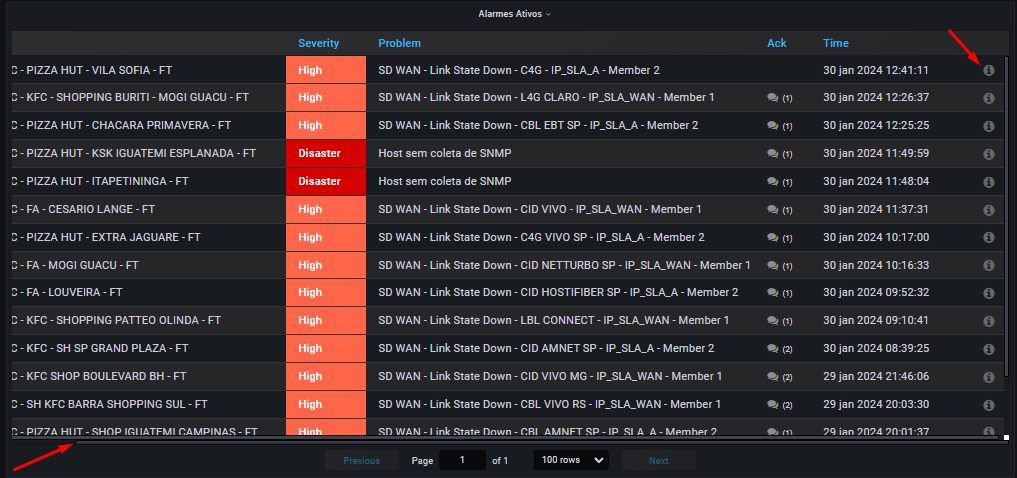 Alarmes Ativos
Severity Problem Ack Time
C - PIZZA HUT - VILA SOFIA - FT High SD WAN - Link State Down - C4G - IP_SLA_A - Member 2 30 jan 2024 12:41:11
C - KFC - SHOPPING BURITI - MOGI GUACU - FT High SD WAN - Link State Down - L4G CLARO - IP_SLA_WAN - Member 1 (1) 30 jan 2024 12:26:37
C - PIZZA HUT - CHACARA PRIMAVERA - FT High SD WAN - Link State Down - CBL EBT SP - IP_SLA_A - Member 2 (1) 30 jan 2024 12:25:25
C - PIZZA HUT - KSK IGUATEMI ESPLANADA - FT Disaster Host sem coleta de SNMP (1) 30 jan 2024 11:49:59
C - PIZZA HUT - ITAPETININGA - FT Disaster Host sem coleta de SNMP (1) 30 jan 2024 11:48:04
C - FA - CESARIO LANGE - FT High SD WAN - Link State Down - CID VIVO - IP_SLA_WAN - Member 1 (1) 30 jan 2024 11:37:31
C - PIZZA HUT - EXTRA JAGUARE - FT High SD WAN - Link State Down - C4G VIVO SP - IP_SLA_A - Member 2 (1) 30 jan 2024 10:17:00
C - FA - MOGI GUACU - FT High SD WAN - Link State Down - CID NETTURBO SP - IP_SLA_WAN - Member 1 (1) 30 jan 2024 10:16:33
C - FA - LOUVEIRA - FT High SD WAN - Link State Down - CID HOSTIFIBER SP - IP_SLA_A - Member 2 (1) 30 jan 2024 09:52:32
C - KFC - SHOPPING PATTEO OLINDA - FT High SD WAN - Link State Down - LBL CONNECT - IP_SLA_WAN - Member 1 (1) 30 jan 2024 09:10:41
C - KFC - SH SP GRAND PLAZA - FT High SD WAN - Link State Down - CID AMNET SP - IP_SLA_A - Member 2 (2) 30 jan 2024 08:39:25
C - KFC SHOP BOULEVARD BH - FT High SD WAN - Link State Down - CID VIVO MG - IP_SLA_WAN - Member 1 (2) 29 jan 2024 21:46:06
C - SH KFC BARRA SHOPPING SUL - FT High SD WAN - Link State Down - CBL VIVO RS - IP_SLA_WAN - Member 1 (2) 29 jan 2024 20:03:30
C - PIZZA HUT - SHOP IGUATEMI CAMPINAS - FT High SD WAN - Link State Down - CBL AMNET SP - IP_SLA_A - Member 2 (1) 29 jan 2024 20:01:37
Previous Page 1 of 1 100 rows Next